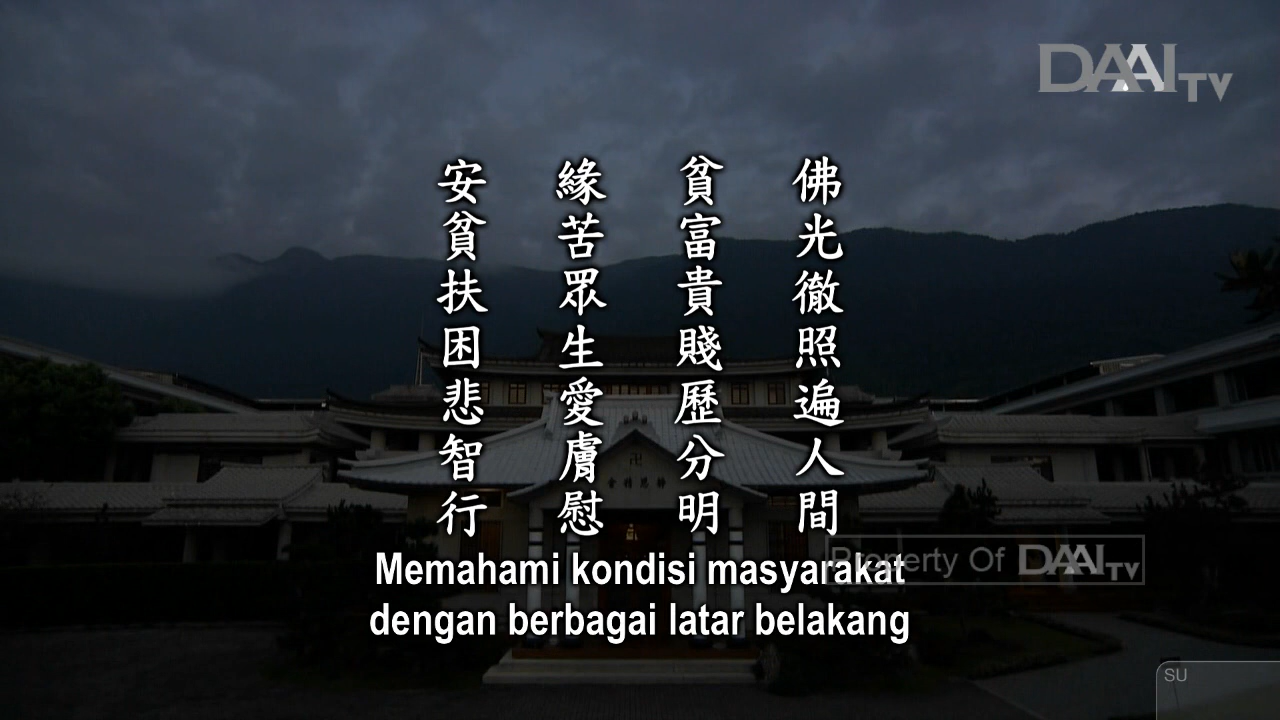 DAAI TV
佛光徹照遍人間
貧富貴賤歷分明
緣苦眾生愛膚慰
安貧扶困悲智行
Memahami kondisi masyarakat
dengan berbagai latar belakang
Property Of DAAI TV
SU